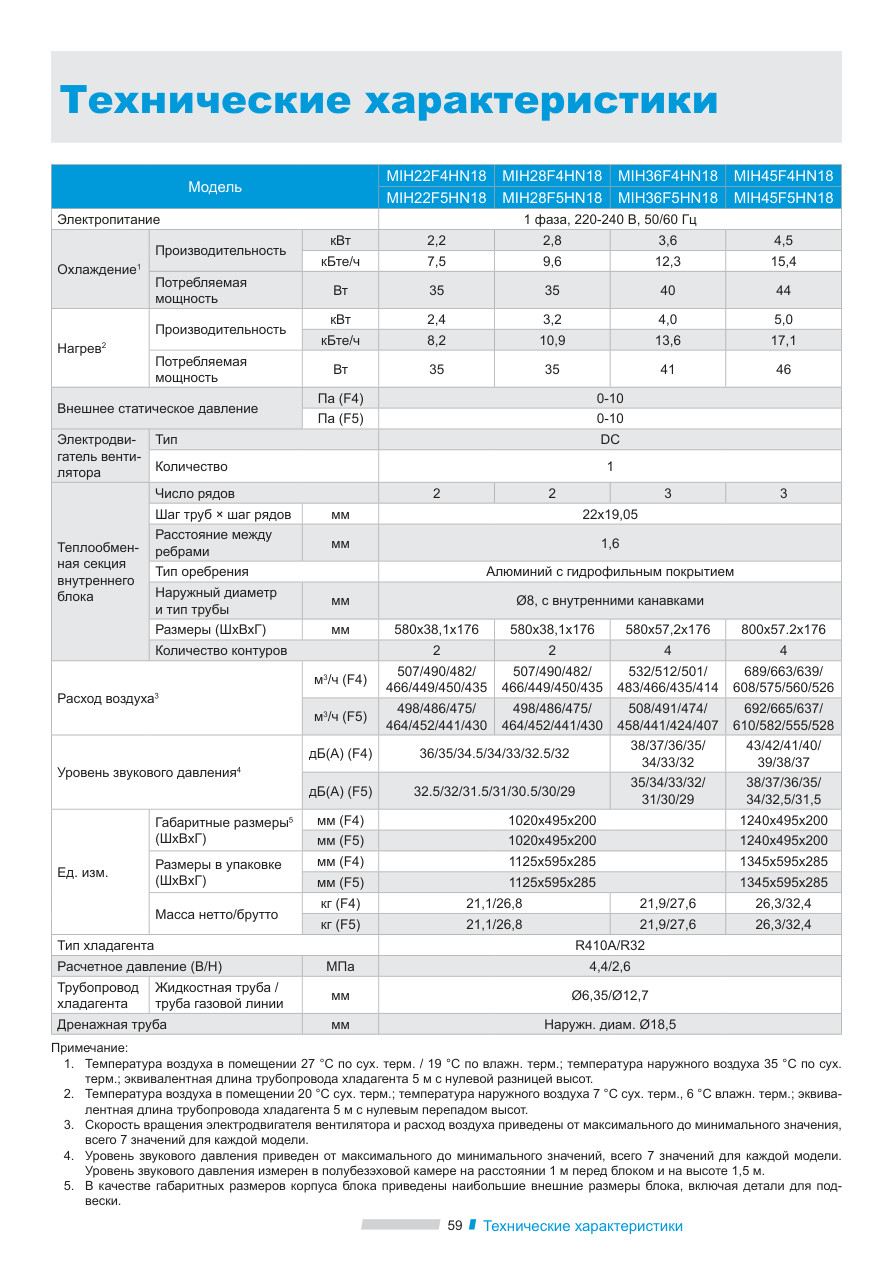 Технические характеристики
Модель
MIH22F4HN18 MIH28F4HN18 MIH36F4HN18 MIH45F4HN18
MIH22F5HN18 MIH28F5HN18 MIH36F5HN18 MIH45F5HN18
Электропитание 1 фаза, 220-240 В, 50/60 Гц
Охлаждение¹
Производительность
кВт 2,2 2,8 3,6 4,5
кБте/ч 7,5 9,6 12,3 15,4
Потребляемая
мощность
Вт 35 35 40 44
Нагрев²
Производительность
кВт 2,4 3,2 4,0 5,0
кБте/ч 8,2 10,9 13,6 17,1
Потребляемая
мощность
Вт 35 35 41 46
Внешнее статическое давление
Па (F4) 0-10
Па (F5) 0-10
Электродви-
гатель венти-
лятора
Тип DC
Количество 1
Теплообмен-
ная секция
внутреннего
блока
Число рядов 2 2 3 3
Шаг труб × шаг рядов мм 22x19,05
Расстояние между
ребрами
мм 1,6
Тип оребрения Алюминий с гидрофильным покрытием
Наружный диаметр
и тип трубы
мм Ø8, с внутренними канавками
Размеры (ШхВхГ) мм 580x38,1x176 580x38,1x176 580x57,2x176 800x57.2x176
Количество контуров 2 2 4 4
Расход воздуха³
м³/ч (F4)
507/490/482/ 507/490/482/ 532/512/501/ 689/663/639/
466/449/450/435 466/449/450/435 483/466/435/414 608/575/560/526
м³/ч (F5)
498/486/475/ 498/486/475/ 508/491/474/ 692/665/637/
464/452/441/430 464/452/441/430 458/441/424/407 610/582/555/528
Уровень звукового давления⁴
дБ(A) (F4) 36/35/34.5/34/33/32.5/32
38/37/36/35/ 43/42/41/40/
34/33/32 39/38/37
дБ(A) (F5) 32.5/32/31.5/31/30.5/30/29
35/34/33/32/ 38/37/36/35/
31/30/29 34/32,5/31,5
Ед. изм.
Габаритные размеры⁵
(ШхВхГ)
мм (F4) 1020x495x200 1240x495x200
мм (F5) 1020x495x200 1240x495x200
Размеры в упаковке
(ШхВхГ)
мм (F4) 1125x595x285 1345x595x285
мм (F5) 1125x595x285 1345x595x285
Масса нетто/брутто
кг (F4) 21,1/26,8 21,9/27,6 26,3/32,4
кг (F5) 21,1/26,8 21,9/27,6 26,3/32,4
Тип хладагента R410A/R32
Расчетное давление (В/Н) МПа 4,4/2,6
Трубопровод
хладагента
Жидкостная труба /
труба газовой линии
мм Ø6,35/Ø12,7
Дренажная труба мм Наружн. диам. Ø18,5
Примечание:
1. Температура воздуха в помещении 27 °C по сух. терм. / 19 °C по влажн. терм.; температура наружного воздуха 35 °C по сух.
терм.; эквивалентная длина трубопровода хладагента 5 м с нулевой разницей высот.
2. Температура воздуха в помещении 20 °C сух. терм.; температура наружного воздуха 7 °C сух. терм., 6 °C влажн. терм.; эквива-
лентная длина трубопровода хладагента 5 м с нулевым перепадом высот.
3. Скорость вращения электродвигателя вентилятора и расход воздуха приведены от максимального до минимального значения,
всего 7 значений для каждой модели.
4. Уровень звукового давления приведен от максимального до минимального значений, всего 7 значений для каждой модели.
Уровень звукового давления измерен в полубезэховой камере на расстоянии 1 м перед блоком и на высоте 1,5 м.
5. В качестве габаритных размеров корпуса блока приведены наибольшие внешние размеры блока, включая детали для под-
вески.
59 Технические характеристики